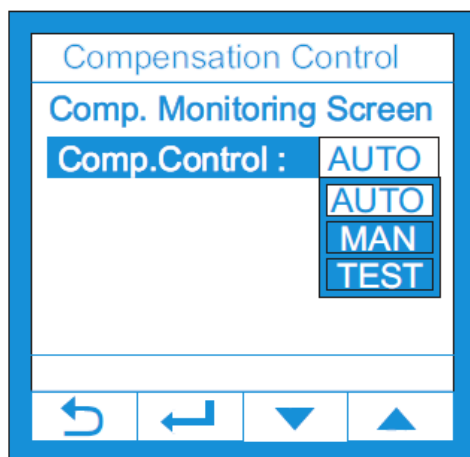 Compensation Control
Comp. Monitoring Screen
Comp.Control : AUTO
AUTO
MAN
TEST